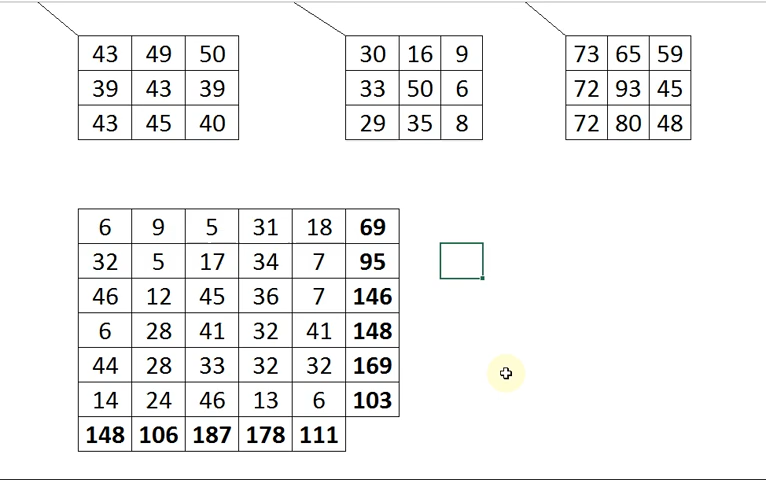 43 49 50 30 16 9 73 65 59
39 43 39 33 50 6 72 93 45
43 45 40 29 35 8 72 80 48
6 9 5 31 18 69
32 5 17 34 7 95
46 12 45 36 7 146
6 28 41 32 41 148
44 28 33 32 32 169
14 24 46 13 6 103
148 106 187 178 111